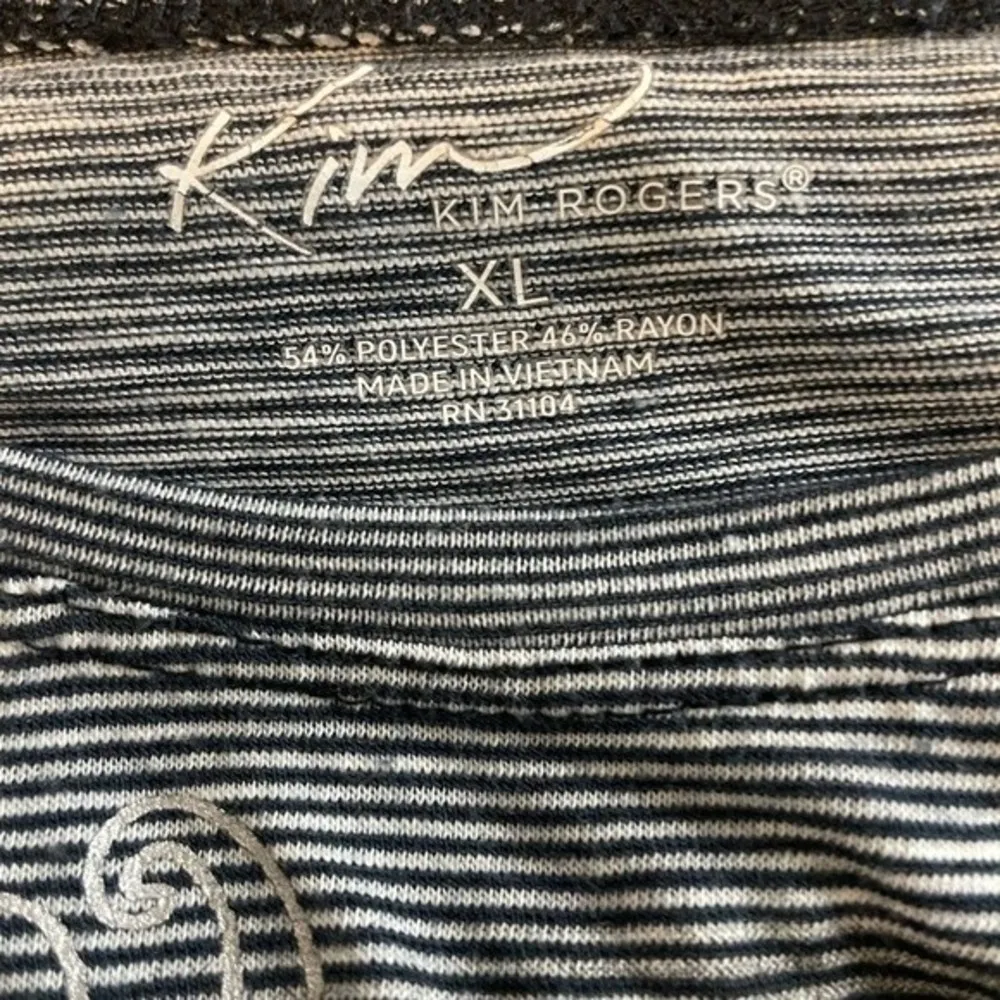 Kim
KIM ROGERS®
XL
54% POLYESTER 46% RAYON
MADE IN VIETNAM
RN 31104